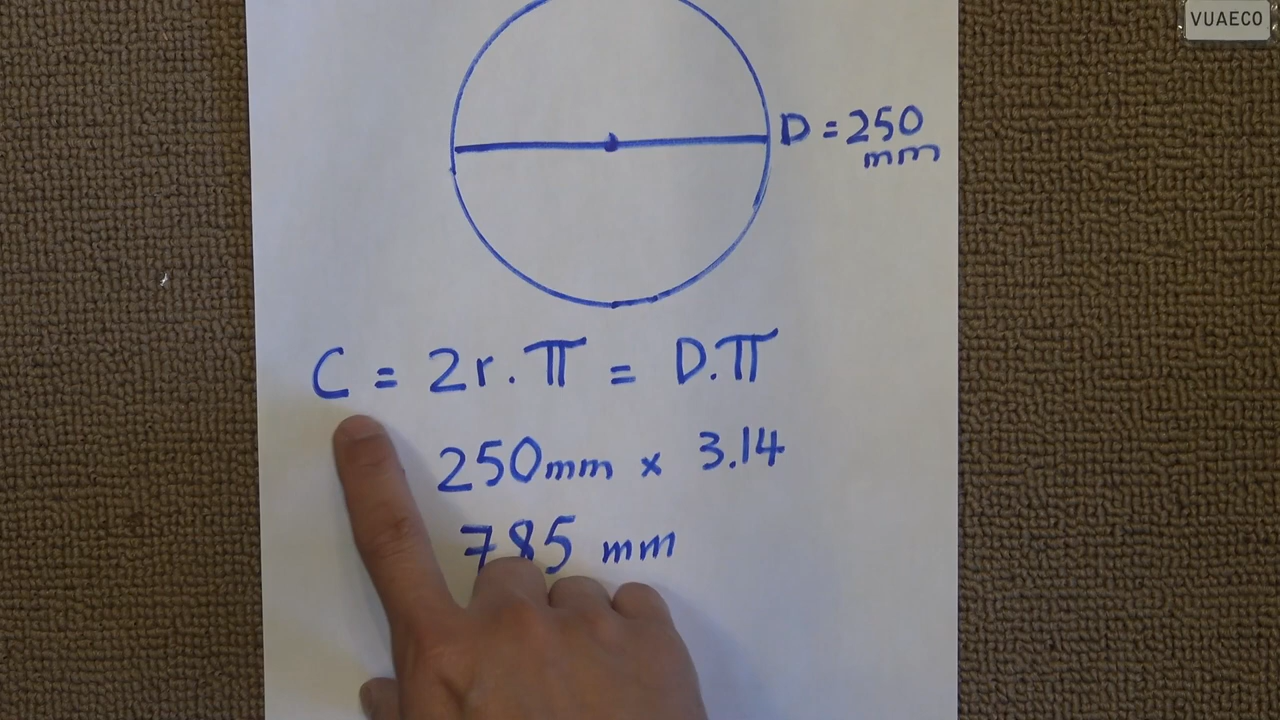 VUAECO
D = 250
mm
C = 2r . π = D.π
250mm x 3.14
785 mm